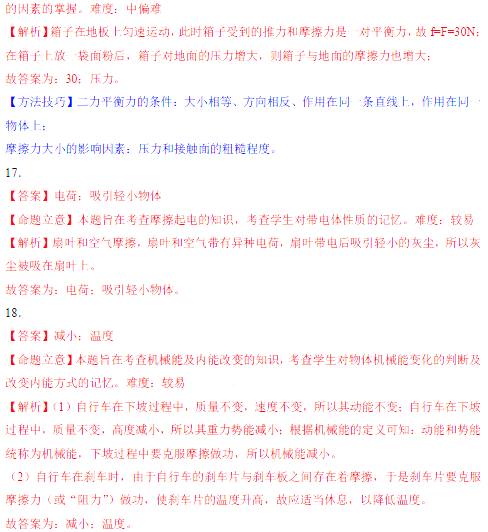 的因素的掌握。难度：中偏难
【解析】箱子在地板上匀速运动，此时箱子受到的推力和摩擦力是一对平衡力，故f=F=30N；
在箱子上放一袋面粉后，箱子对地面的压力增大，则箱子与地面的摩擦力也增大；
故答案为：30；压力。
【方法技巧】二力平衡力的条件：大小相等、方向相反、作用在同一条直线上，作用在同一
物体上；
摩擦力大小的影响因素：压力和接触面的粗糙程度。
17.
【答案】电荷；吸引轻小物体
【命题立意】本题旨在考查摩擦起电的知识，考查学生对带电体性质的记忆。难度：较易
【解析】扇叶和空气摩擦，扇叶和空气带有异种电荷，扇叶带电后吸引轻小的灰尘，所以灰
尘被吸在扇叶上。
故答案为：电荷；吸引轻小物体。
18.
【答案】减小；温度
【命题立意】本题旨在考查机械能及内能改变的知识，考查学生对物体机械能变化的判断及
改变内能方式的记忆。难度：较易
【解析】（1）自行车在下坡过程中，质量不变，速度不变，所以其动能不变；自行车在下坡
过程中，质量不变，高度减小，所以其重力势能减小；根据机械能的定义可知：动能和势能
统称为机械能，下坡过程中要克服摩擦做功，所以机械能减小。
（2）自行车在刹车时，由于自行车的刹车片与刹车板之间存在着摩擦，于是刹车片要克服
摩擦力（或“阻力”）做功，使刹车片的温度升高，故应适当休息，以降低温度。
故答案为：减小；温度。